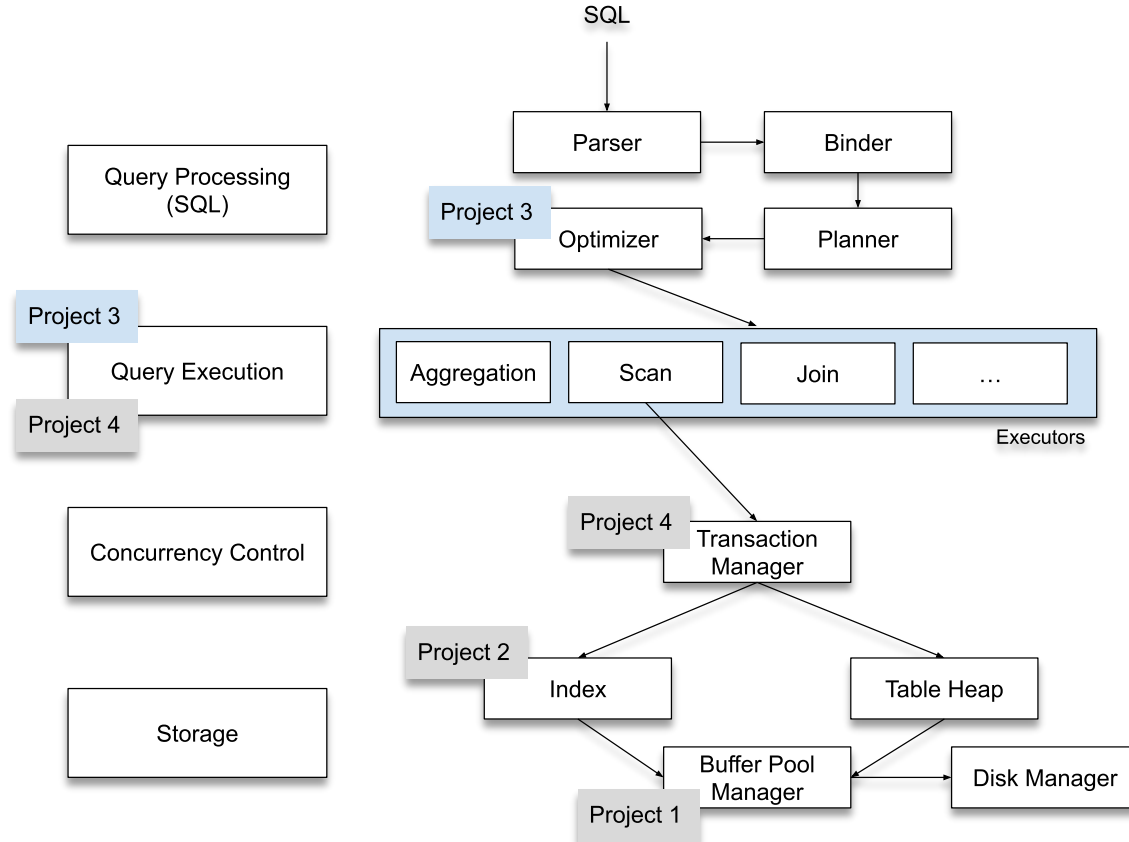 SQL
Parser
Binder
Query Processing
(SQL)
Project 3
Optimizer
Planner
Project 3
Query Execution
Project 4
Aggregation
Scan
Join
…
Executors
Concurrency Control
Project 4
Transaction
Manager
Project 2
Index
Table Heap
Storage
Buffer Pool
Manager
Disk Manager
Project 1